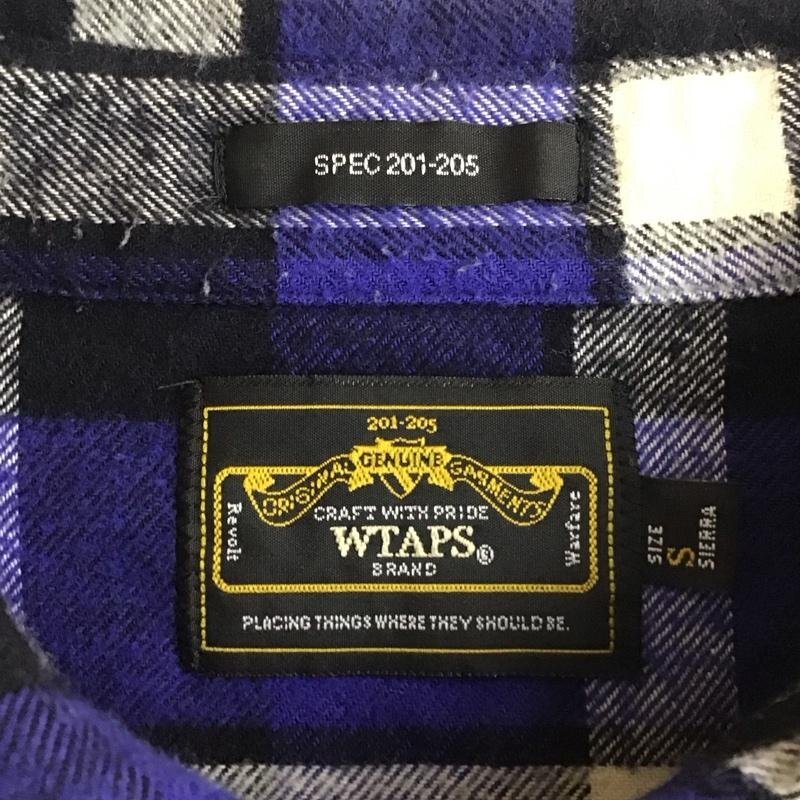 SPEC 201-205
201-205
ORIGINAL GENUINE GARMENTS
CRAFT WITH PRIDE
Revolt
WTAPS®
Warfare
BRAND
PLACING THINGS WHERE THEY SHOULD BE.
SIZE
S
SIERRA